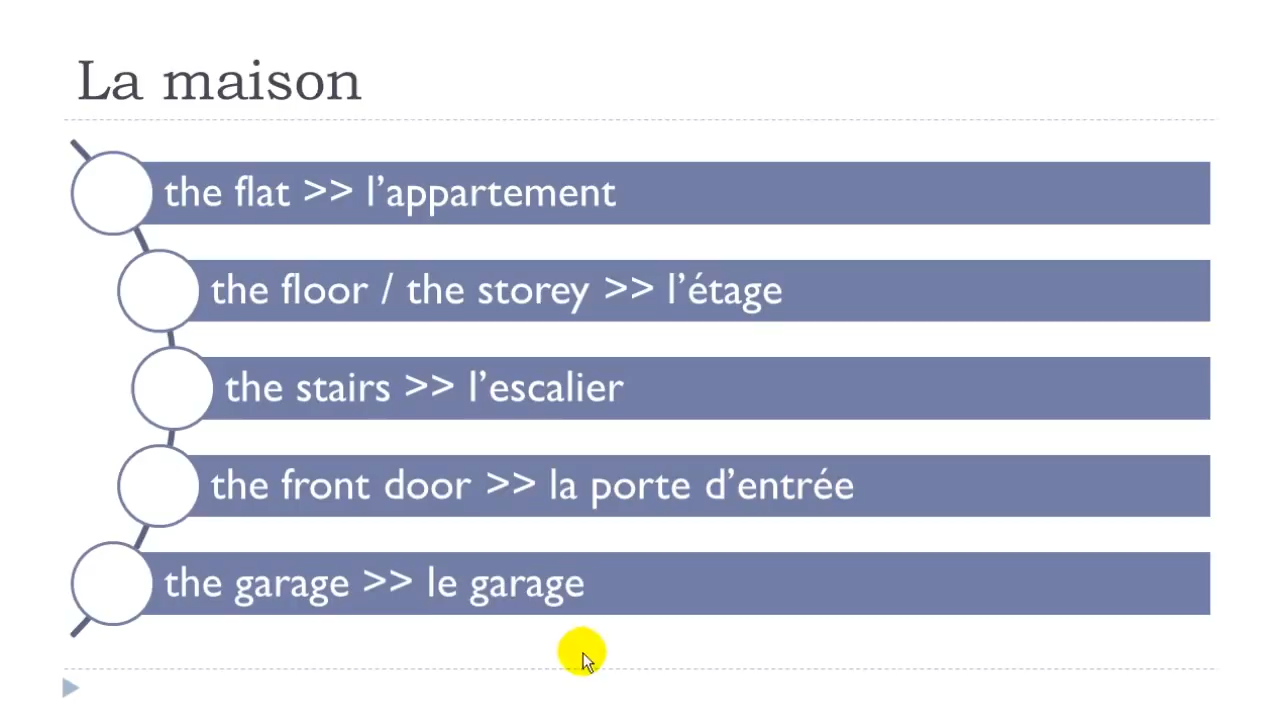 La maison
the flat >> l’appartement
the floor / the storey >> l’étage
the stairs >> l’escalier
the front door >> la porte d’entrée
the garage >> le garage